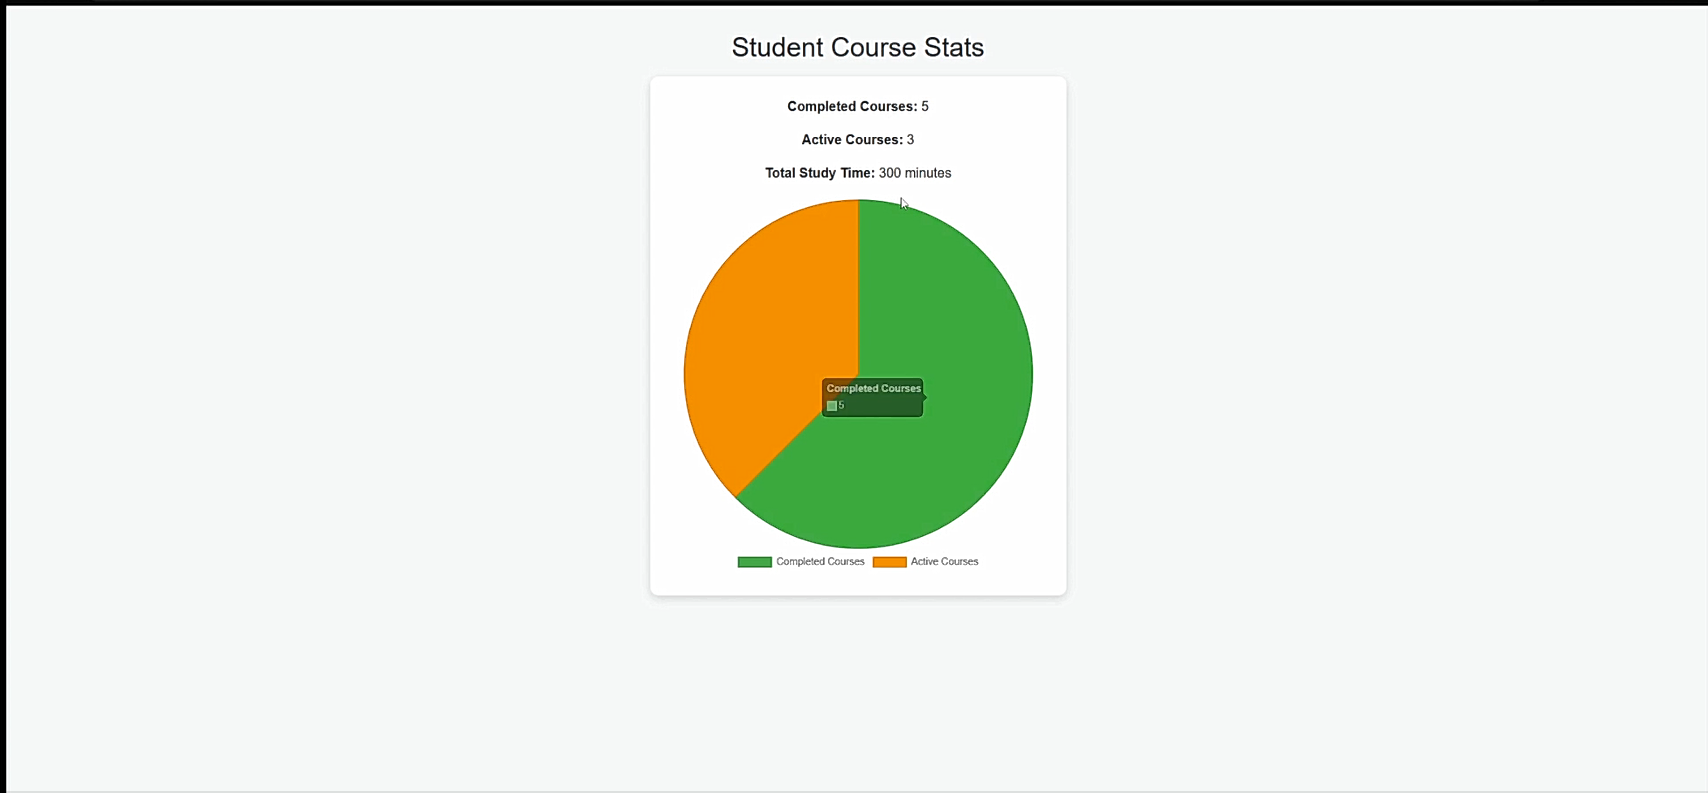 Student Course Stats
Completed Courses: 5
Active Courses: 3
Total Study Time: 300 minutes
Completed Courses
5
Completed Courses Active Courses